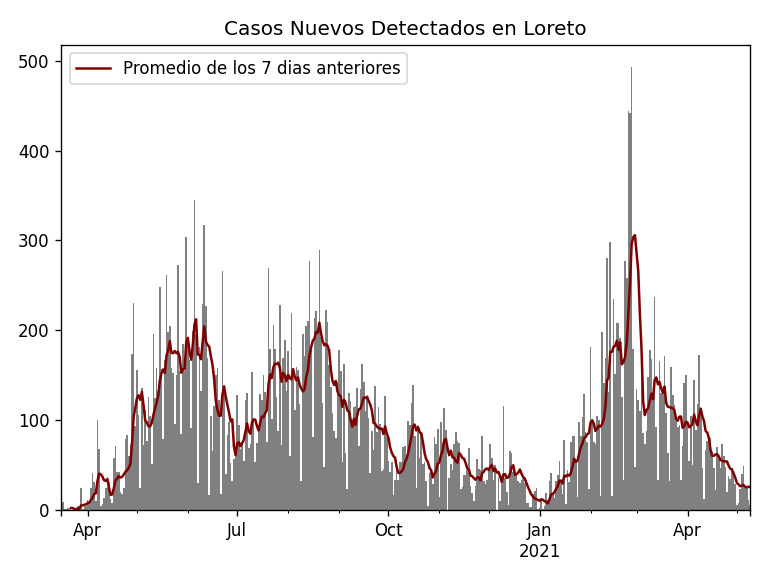 Casos Nuevos Detectados en Loreto
Promedio de los 7 dias anteriores
500
400
300
200
100
0
Apr
Jul
Oct
Jan
2021
Apr